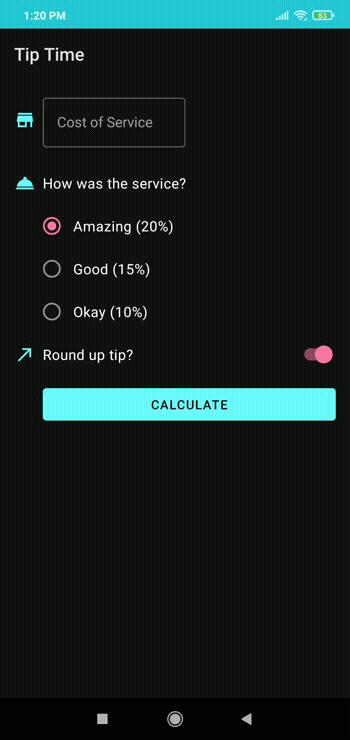 1:20 PM
83
Tip Time
Cost of Service
How was the service?
Amazing (20%)
Good (15%)
Okay (10%)
Round up tip?
CALCULATE